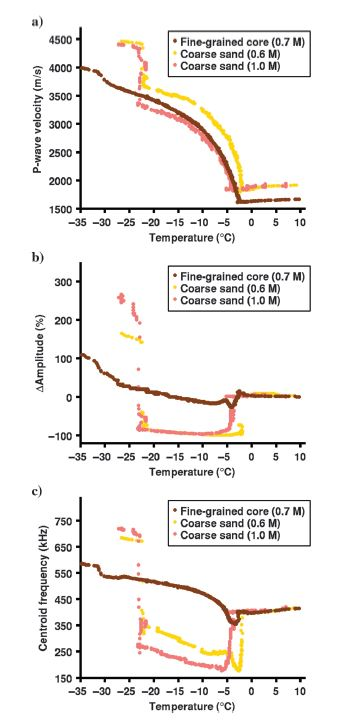 a)
4500
4000
3500
3000
2500
2000
1500
P-wave velocity (m/s)
Fine-grained core (0.7 M)
Coarse sand (0.6 M)
Coarse sand (1.0 M)
−35 −30 −25 −20 −15 −10 −5 0 5 10
Temperature (°C)
b)
300
200
100
0
−100
ΔAmplitude (%)
Fine-grained core (0.7 M)
Coarse sand (0.6 M)
Coarse sand (1.0 M)
−35 −30 −25 −20 −15 −10 −5 0 5 10
Temperature (°C)
c)
750
650
550
450
350
250
150
Centroid frequency (kHz)
Fine-grained core (0.7 M)
Coarse sand (0.6 M)
Coarse sand (1.0 M)
−35 −30 −25 −20 −15 −10 −5 0 5 10
Temperature (°C)